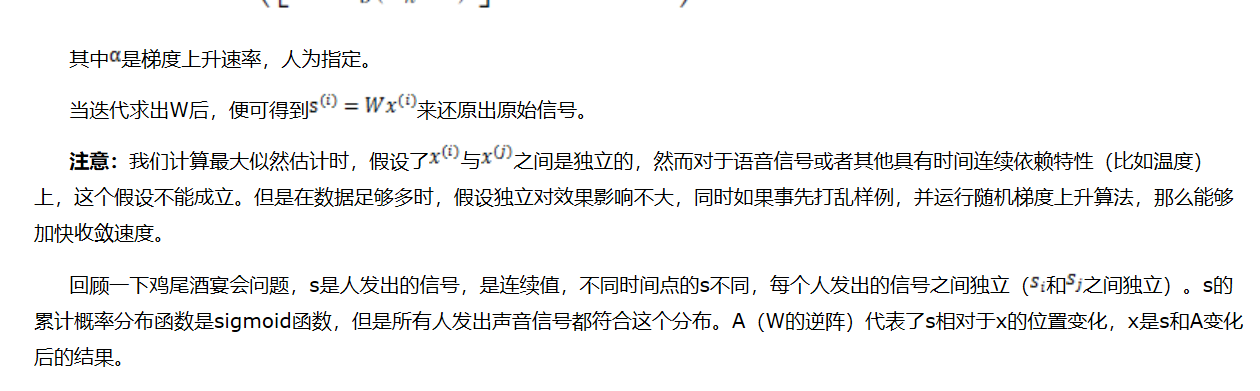 其中α是梯度上升速率，人为指定。
当迭代求出W后，便可得到s⁽ⁱ⁾ = Wx⁽ⁱ⁾来还原出原始信号。
注意：我们计算最大似然估计时，假设了x⁽ⁱ⁾与x⁽ʲ⁾之间是独立的，然而对于语音信号或者其他具有时间连续依赖特性（比如温度）
上，这个假设不能成立。但是在数据足够多时，假设独立对效果影响不大，同时如果事先打乱样例，并运行随机梯度上升算法，那么能够
加快收敛速度。
回顾一下鸡尾酒宴会问题，s是人发出的信号，是连续值，不同时间点的s不同，每个人发出的信号之间独立（sᵢ和sⱼ之间独立）。s的
累计概率分布函数是sigmoid函数，但是所有人发出声音信号都符合这个分布。A（W的逆阵）代表了s相对于x的位置变化，x是s和A变化
后的结果。